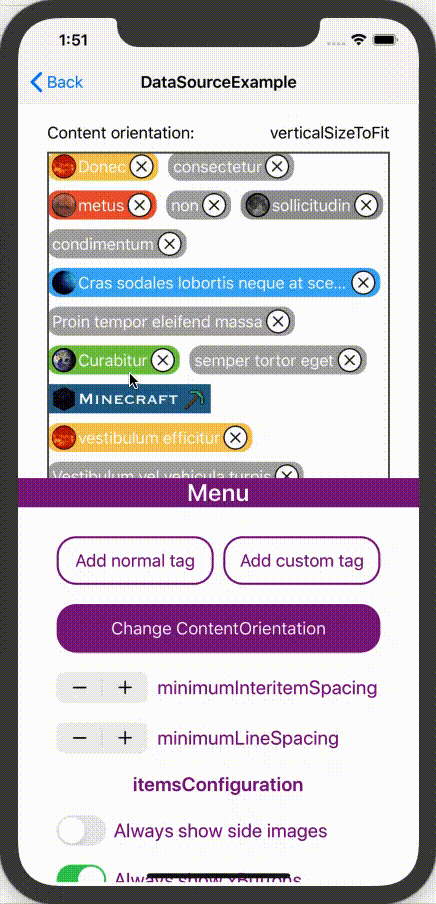 1:51
Back DataSourceExample
Content orientation: verticalSizeToFit
Donec consectetur
metus non sollicitudin
condimentum
Cras sodales lobortis neque at sce...
Proin tempor eleifend massa
Curabitur semper tortor eget
MINECRAFT
vestibulum efficitur
Vestibulum vel vehicula turpis
Menu
Add normal tag Add custom tag
Change ContentOrientation
− + minimumInteritemSpacing
− + minimumLineSpacing
itemsConfiguration
Always show side images
Always show xButtons